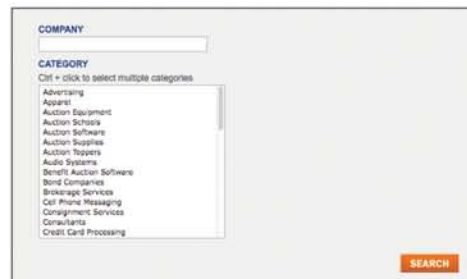 COMPANY
CATEGORY
Ctrl + click to select multiple categories
Advertising
Apparel
Auction Equipment
Auction Schools
Auction Software
Auction Supplies
Auction Toppers
Audio Systems
Benefit Auction Software
Bond Companies
Brokerage Services
Cell Phone Messaging
Consignment Services
Consultants
Credit Card Processing
SEARCH